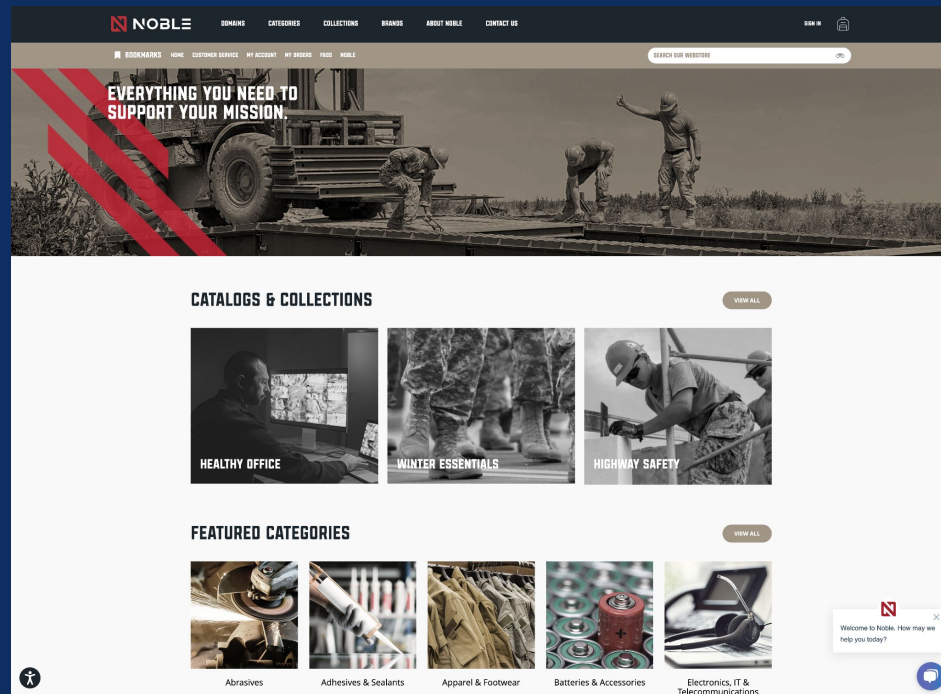 NOBLE
DOMAINS CATEGORIES COLLECTIONS BRANDS ABOUT NOBLE CONTACT US
SIGN IN
BOOKMARKS HOME CUSTOMER SERVICE MY ACCOUNT MY ORDERS FAQS NOBLE
SEARCH OUR WEBSTORE
EVERYTHING YOU NEED TO
SUPPORT YOUR MISSION.
CATALOGS & COLLECTIONS
VIEW ALL
HEALTHY OFFICE
WINTER ESSENTIALS
HIGHWAY SAFETY
FEATURED CATEGORIES
VIEW ALL
Abrasives
Adhesives & Sealants
Apparel & Footwear
Batteries & Accessories
Electronics, IT &
Telecommunications
Welcome to Noble. How may we
help you today?